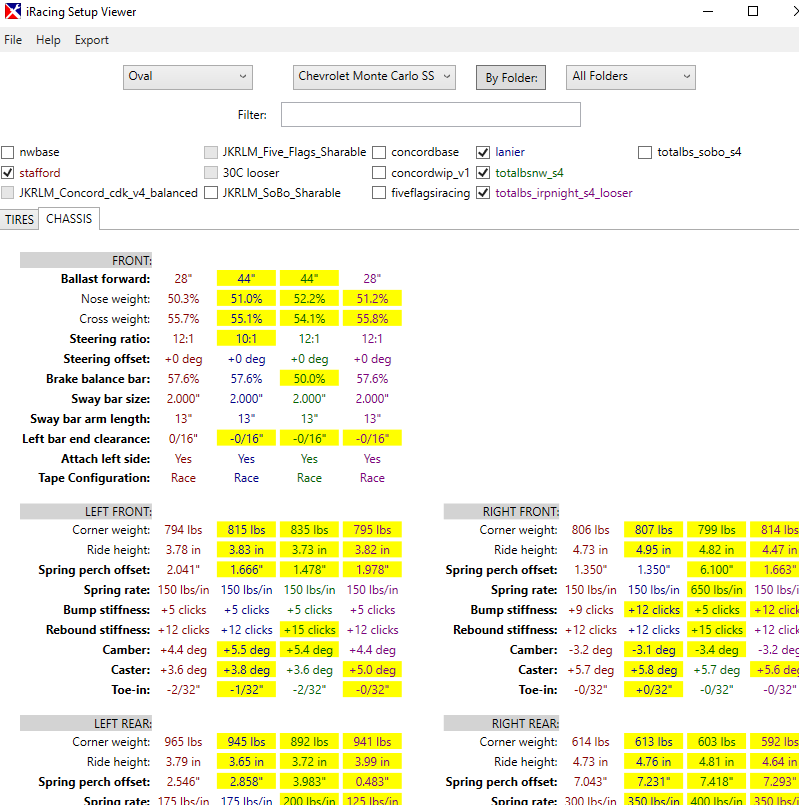 iRacing Setup Viewer
File Help Export
Oval Chevrolet Monte Carlo SS By Folder: All Folders
Filter:
nwbase JKRLM_Five_Flags_Sharable concordbase lanier totalbs_sobo_s4
stafford 30C looser concordwip_v1 totalbsnw_s4
JKRLM_Concord_cdk_v4_balanced JKRLM_SoBo_Sharable fiveflagsiracing totalbs_irpnight_s4_looser
TIRES CHASSIS
FRONT:
Ballast forward: 28" 44" 44" 28"
Nose weight: 50.3% 51.0% 52.2% 51.2%
Cross weight: 55.7% 55.1% 54.1% 55.8%
Steering ratio: 12:1 10:1 12:1 12:1
Steering offset: +0 deg +0 deg +0 deg +0 deg
Brake balance bar: 57.6% 57.6% 50.0% 57.6%
Sway bar size: 2.000" 2.000" 2.000" 2.000"
Sway bar arm length: 13" 13" 13" 13"
Left bar end clearance: 0/16" -0/16" -0/16" -0/16"
Attach left side: Yes Yes Yes Yes
Tape Configuration: Race Race Race Race
LEFT FRONT: RIGHT FRONT:
Corner weight: 794 lbs 815 lbs 835 lbs 795 lbs Corner weight: 806 lbs 807 lbs 799 lbs 814 lbs
Ride height: 3.78 in 3.83 in 3.73 in 3.82 in Ride height: 4.73 in 4.95 in 4.82 in 4.47 in
Spring perch offset: 2.041" 1.666" 1.478" 1.978" Spring perch offset: 1.350" 1.350" 6.100" 1.663"
Spring rate: 150 lbs/in 150 lbs/in 150 lbs/in 150 lbs/in Spring rate: 150 lbs/in 150 lbs/in 650 lbs/in 150 lbs/i
Bump stiffness: +5 clicks +5 clicks +5 clicks +5 clicks Bump stiffness: +9 clicks +12 clicks +5 clicks +12 click
Rebound stiffness: +12 clicks +12 clicks +15 clicks +12 clicks Rebound stiffness: +12 clicks +12 clicks +15 clicks +12 click
Camber: +4.4 deg +5.5 deg +5.4 deg +4.4 deg Camber: -3.2 deg -3.1 deg -3.4 deg -3.2 deg
Caster: +3.6 deg +3.8 deg +3.6 deg +5.0 deg Caster: +5.7 deg +5.8 deg +5.7 deg +5.6 deg
Toe-in: -2/32" -1/32" -2/32" -0/32" Toe-in: -0/32" +0/32" -0/32" -0/32"
LEFT REAR: RIGHT REAR:
Corner weight: 965 lbs 945 lbs 892 lbs 941 lbs Corner weight: 614 lbs 613 lbs 603 lbs 592 lbs
Ride height: 3.79 in 3.65 in 3.72 in 3.99 in Ride height: 4.73 in 4.76 in 4.81 in 4.64 in
Spring perch offset: 2.546" 2.858" 3.983" 0.483" Spring perch offset: 7.043" 7.231" 7.418" 7.293"
Spring rate: 175 lbs/in 175 lbs/in 200 lbs/in 125 lbs/in Spring rate: 300 lbs/in 350 lbs/in 400 lbs/in 350 lbs/i